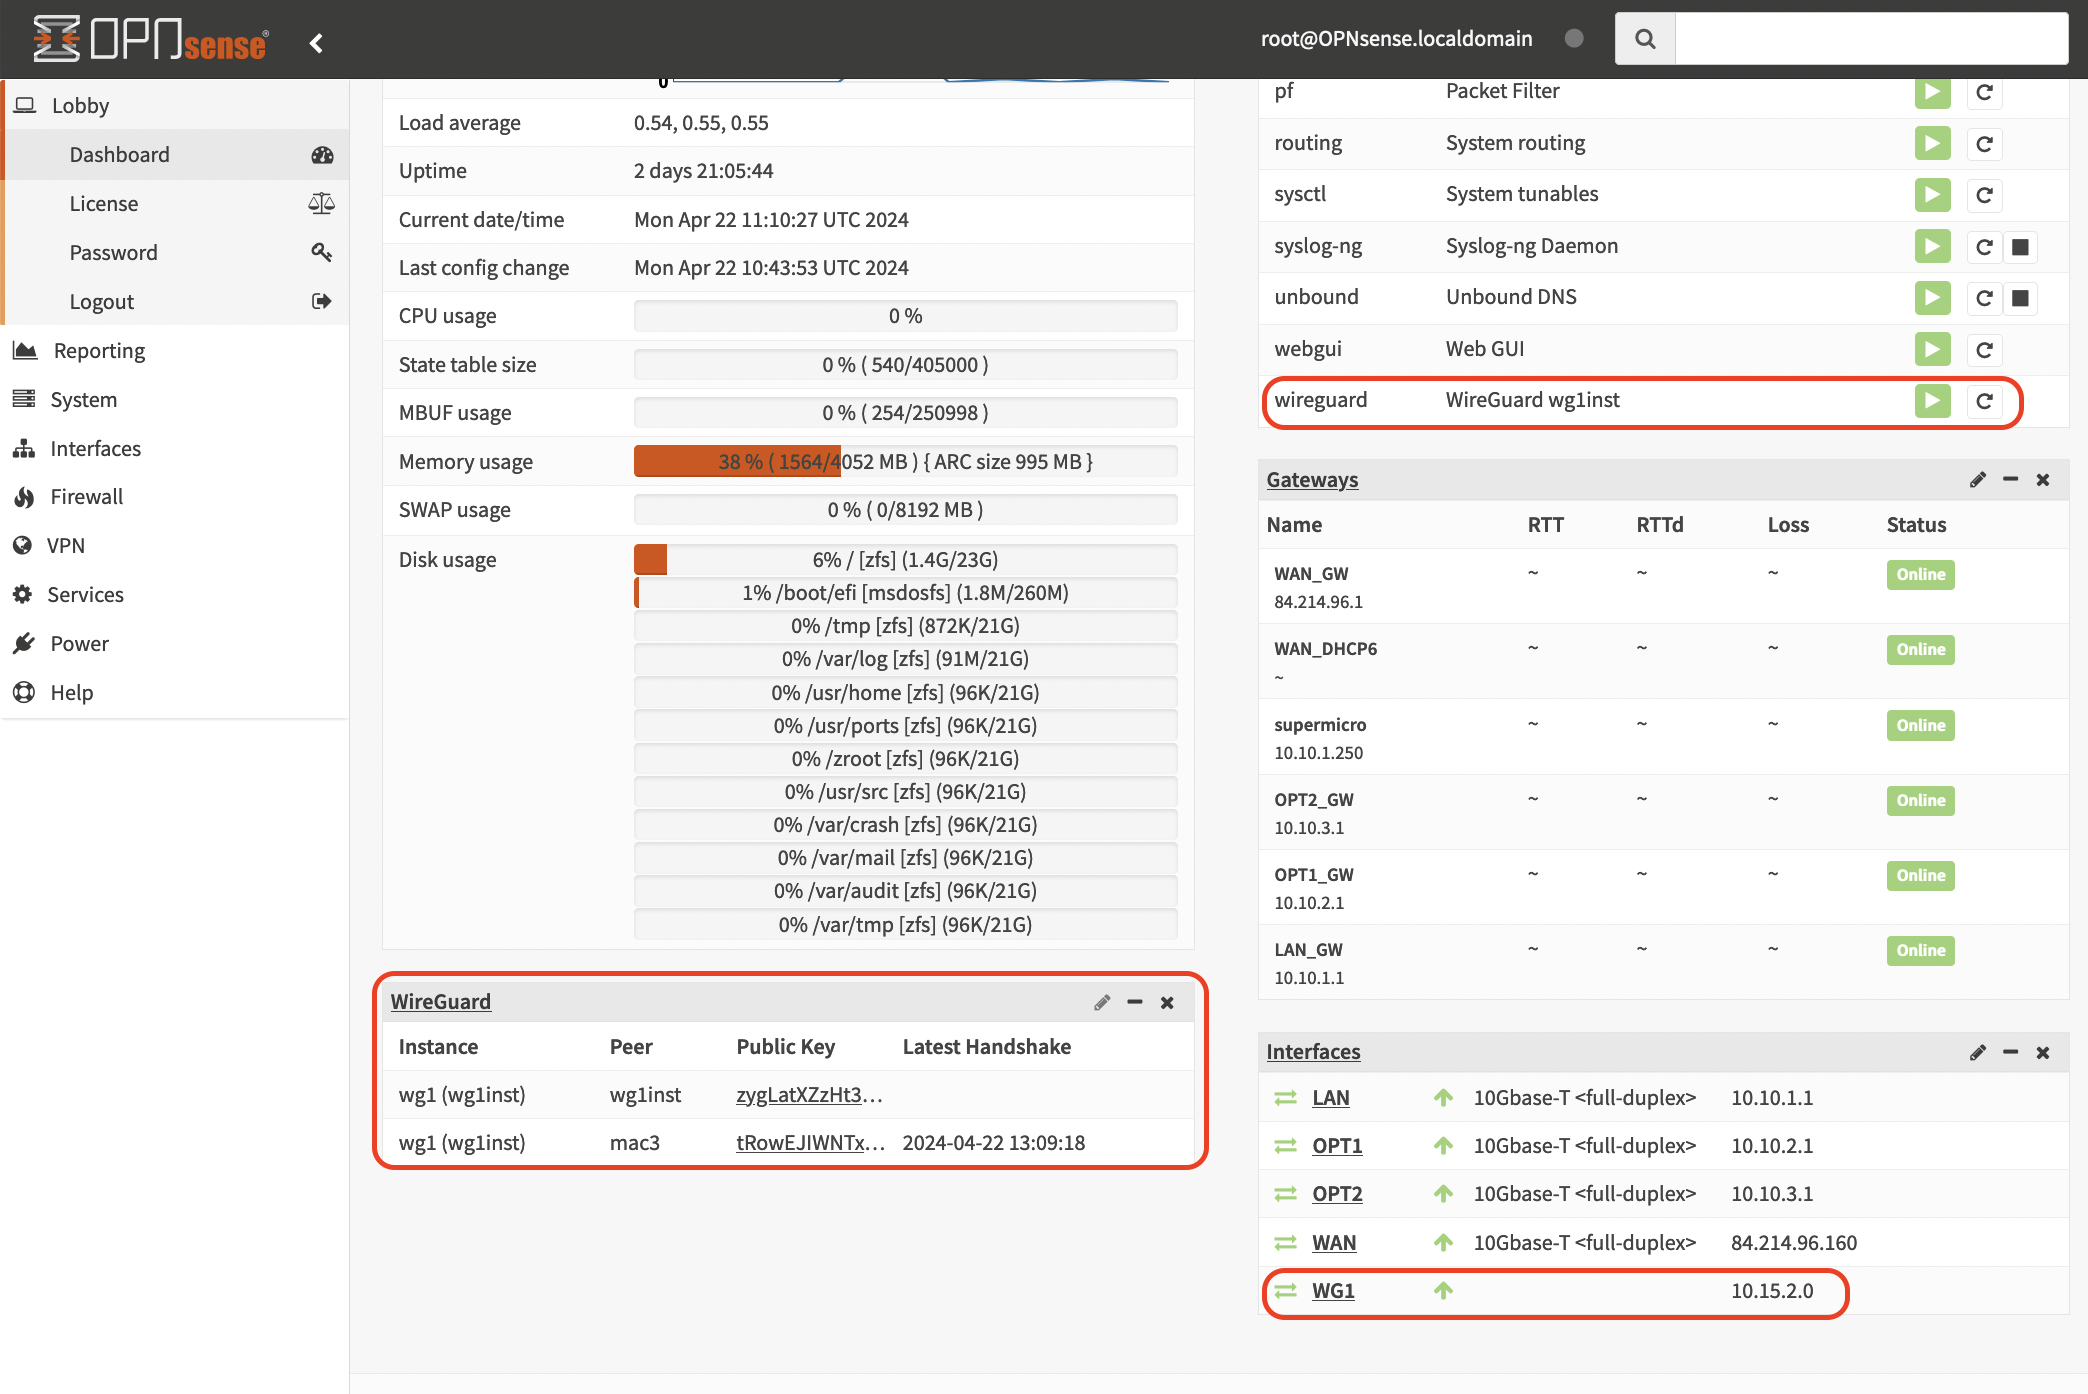 OPNsense®
root@OPNsense.localdomain
Lobby
Dashboard
License
Password
Logout
Reporting
System
Interfaces
Firewall
VPN
Services
Power
Help
0
Load average 0.54, 0.55, 0.55
Uptime 2 days 21:05:44
Current date/time Mon Apr 22 11:10:27 UTC 2024
Last config change Mon Apr 22 10:43:53 UTC 2024
CPU usage 0 %
State table size 0 % ( 540/405000 )
MBUF usage 0 % ( 254/250998 )
Memory usage 38 % ( 1564/4052 MB ) { ARC size 995 MB }
SWAP usage 0 % ( 0/8192 MB )
Disk usage 6% / [zfs] (1.4G/23G)
1% /boot/efi [msdosfs] (1.8M/260M)
0% /tmp [zfs] (872K/21G)
0% /var/log [zfs] (91M/21G)
0% /usr/home [zfs] (96K/21G)
0% /usr/ports [zfs] (96K/21G)
0% /zroot [zfs] (96K/21G)
0% /usr/src [zfs] (96K/21G)
0% /var/crash [zfs] (96K/21G)
0% /var/mail [zfs] (96K/21G)
0% /var/audit [zfs] (96K/21G)
0% /var/tmp [zfs] (96K/21G)
WireGuard
Instance Peer Public Key Latest Handshake
wg1 (wg1inst) wg1inst zygLatXZzHt3...
wg1 (wg1inst) mac3 tRowEJIWNTx... 2024-04-22 13:09:18
pf Packet Filter
routing System routing
sysctl System tunables
syslog-ng Syslog-ng Daemon
unbound Unbound DNS
webgui Web GUI
wireguard WireGuard wg1inst
Gateways
Name RTT RTTd Loss Status
WAN_GW ~ ~ ~ Online
84.214.96.1
WAN_DHCP6 ~ ~ ~ Online
~
supermicro ~ ~ ~ Online
10.10.1.250
OPT2_GW ~ ~ ~ Online
10.10.3.1
OPT1_GW ~ ~ ~ Online
10.10.2.1
LAN_GW ~ ~ ~ Online
10.10.1.1
Interfaces
LAN 10Gbase-T <full-duplex> 10.10.1.1
OPT1 10Gbase-T <full-duplex> 10.10.2.1
OPT2 10Gbase-T <full-duplex> 10.10.3.1
WAN 10Gbase-T <full-duplex> 84.214.96.160
WG1 10.15.2.0